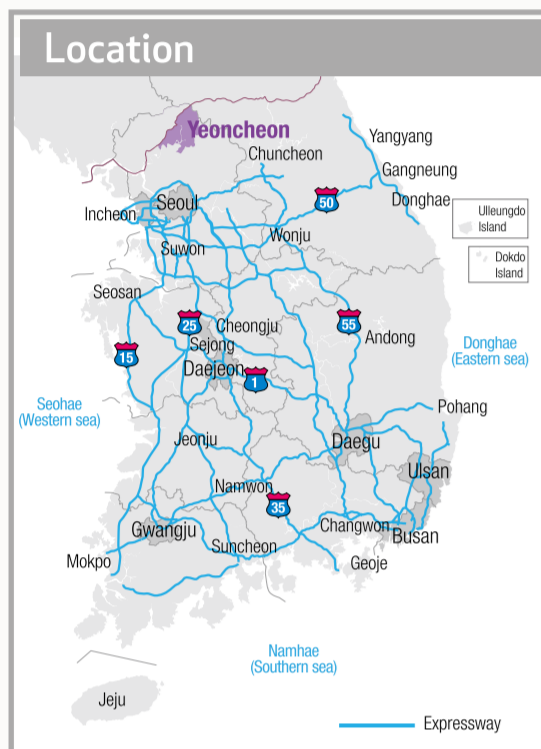 Location
Yeoncheon
Yangyang
Chuncheon
Gangneung
Donghae
50
Seoul
Incheon
Ulleungdo
Island
Wonju
Suwon
Dokdo
Island
Seosan
25
Cheongju
55
Andong
Sejong
Donghae
(Eastern sea)
15
Daejeon
1
Seohae
(Western sea)
Pohang
Jeonju
Daegu
Ulsan
Namwon
35
Gwangju
Changwon
Busan
Suncheon
Mokpo
Geoje
Namhae
(Southern sea)
Jeju
Expressway